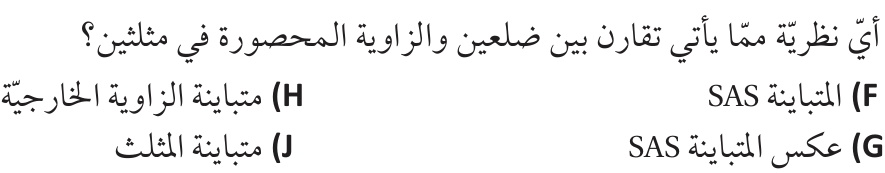 أيّ نظريّة ممّا يأتي تقارن بين ضلعين والزاوية المحصورة في مثلثين؟
F) المتباينة SAS H) متباينة الزاوية الخارجيّة
G) عكس المتباينة SAS J) متباينة المثلث